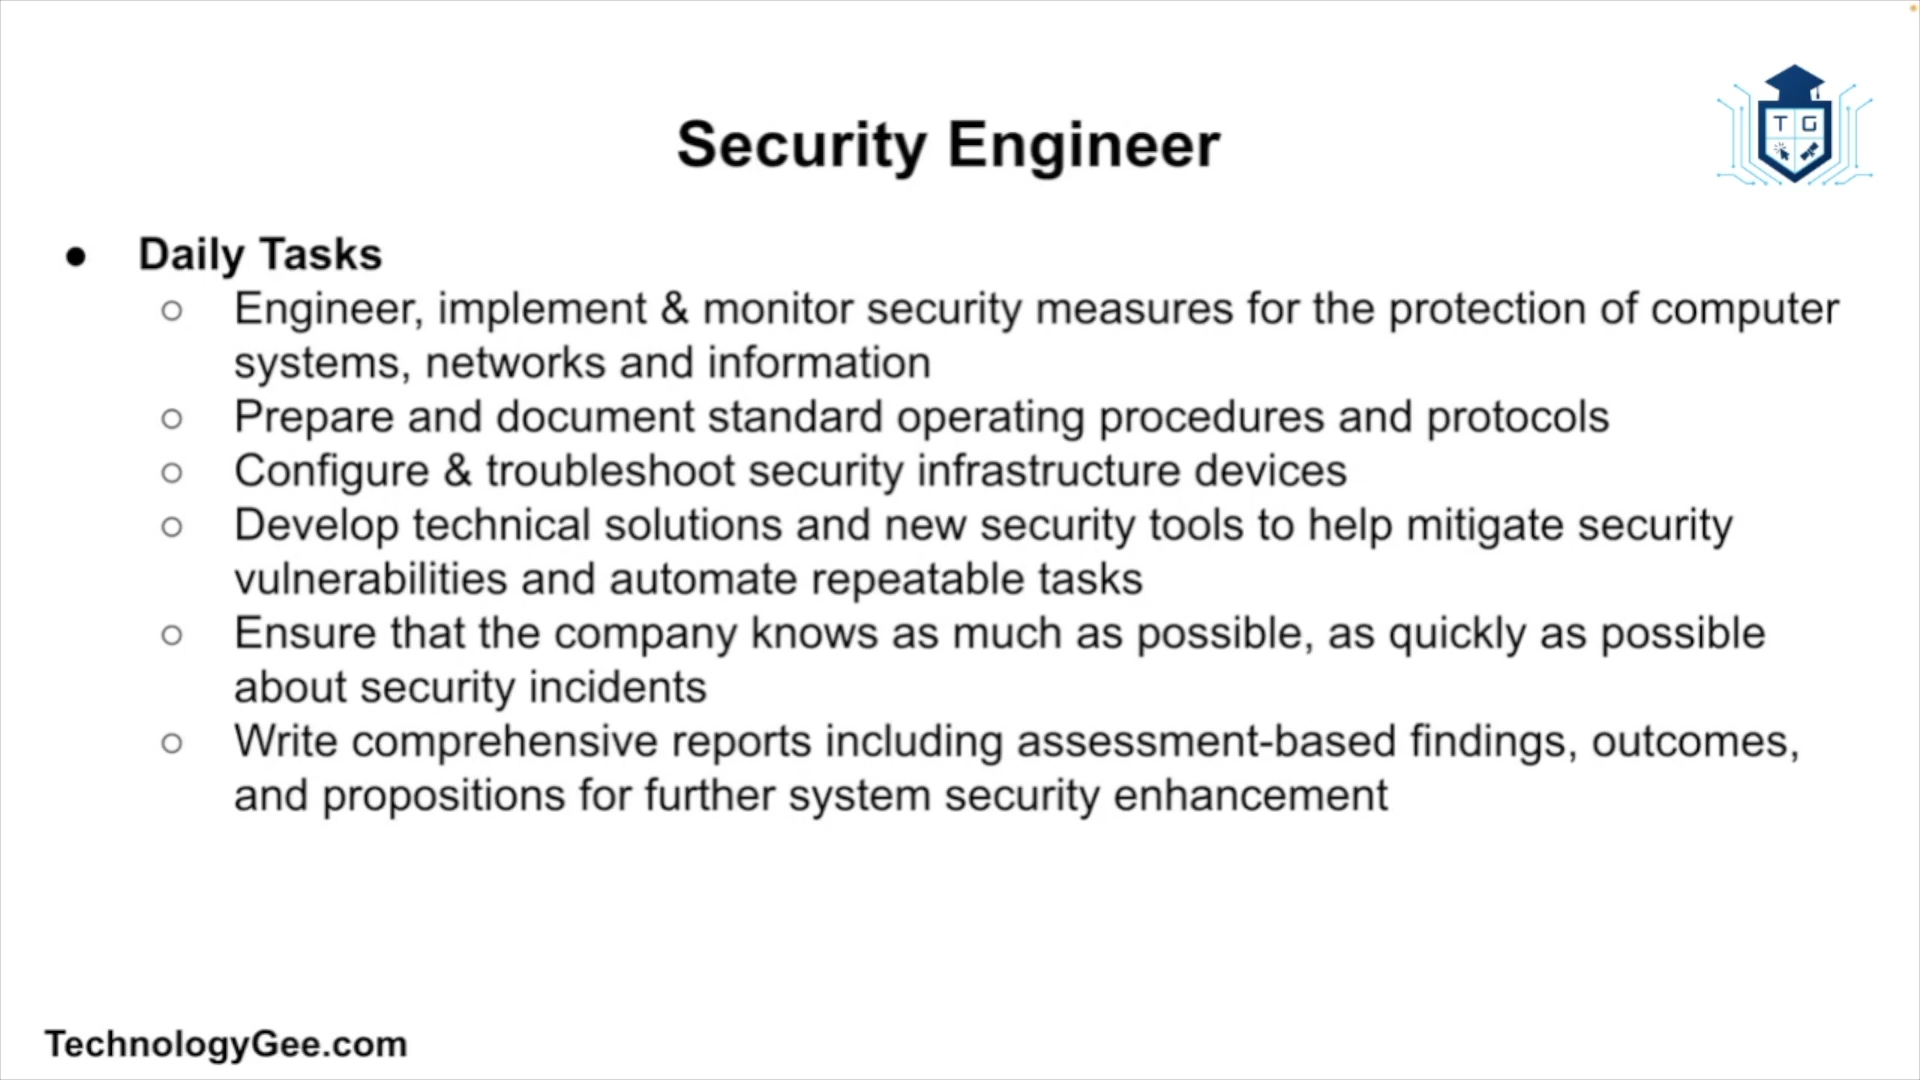 T G
Security Engineer
● Daily Tasks
○ Engineer, implement & monitor security measures for the protection of computer
systems, networks and information
○ Prepare and document standard operating procedures and protocols
○ Configure & troubleshoot security infrastructure devices
○ Develop technical solutions and new security tools to help mitigate security
vulnerabilities and automate repeatable tasks
○ Ensure that the company knows as much as possible, as quickly as possible
about security incidents
○ Write comprehensive reports including assessment-based findings, outcomes,
and propositions for further system security enhancement
TechnologyGee.com